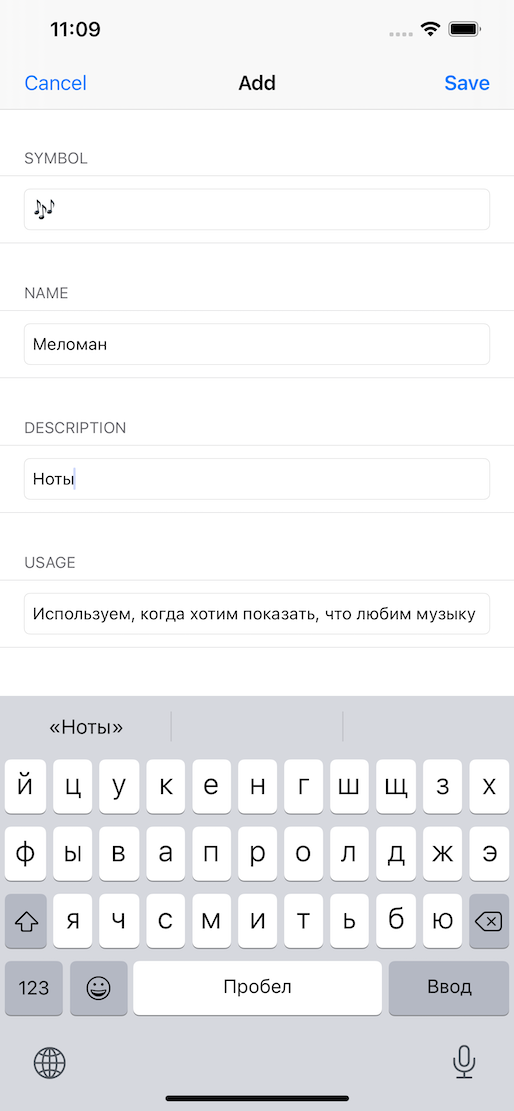 11:09
Cancel
Add
Save
SYMBOL
🎶
NAME
Меломан
DESCRIPTION
Ноты
USAGE
Используем, когда хотим показать, что любим музыку
«Ноты»
й ц у к е н г ш щ з х
ф ы в а п р о л д ж э
я ч с м и т ь б ю
123 Пробел Ввод